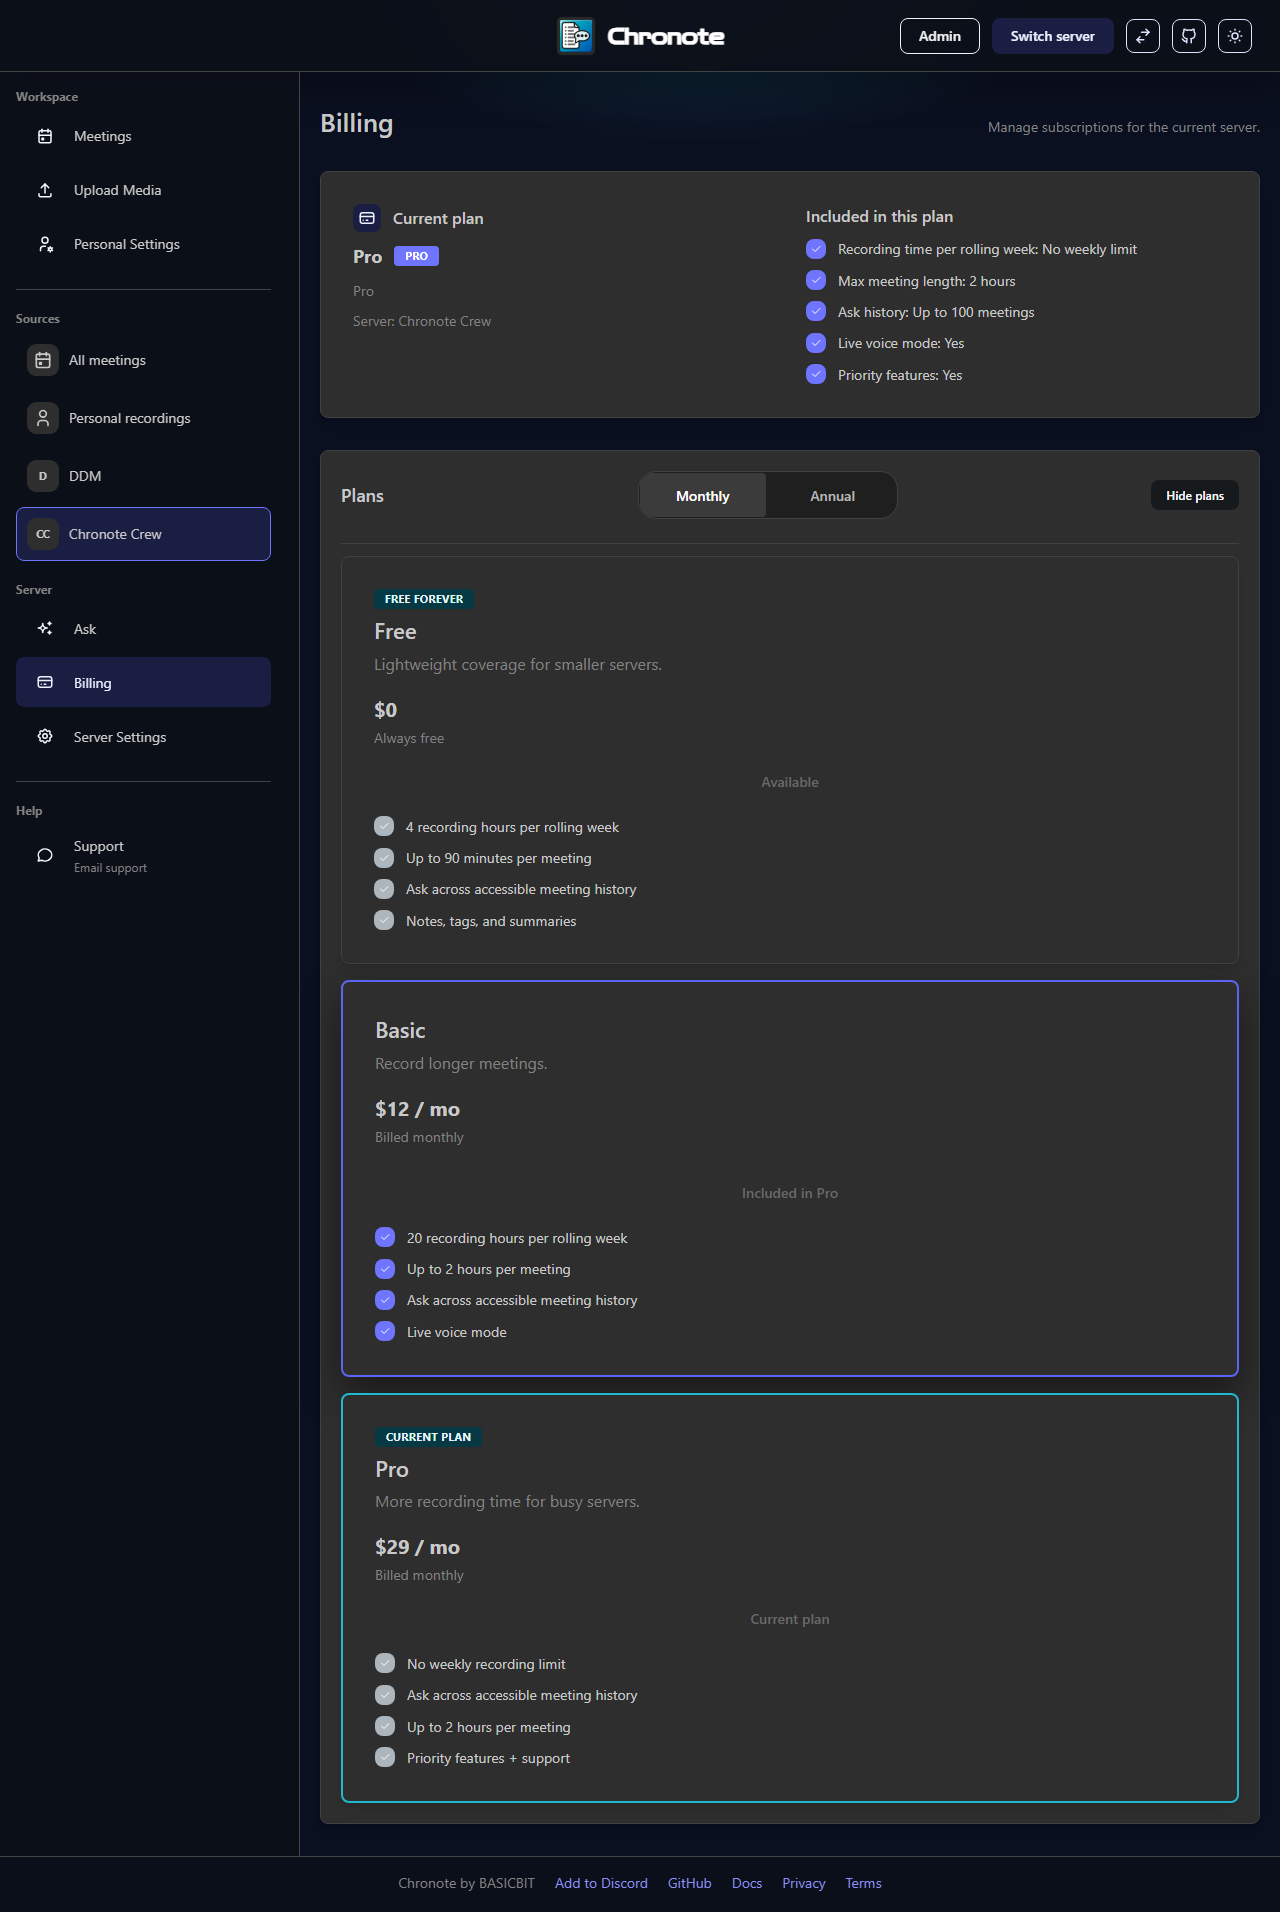 Chronote
Admin
Switch server
Workspace
Meetings
Upload Media
Personal Settings
Sources
All meetings
Personal recordings
D
DDM
CC
Chronote Crew
Server
Ask
Billing
Server Settings
Help
Support
Email support
Billing
Manage subscriptions for the current server.
Current plan
Pro
PRO
Pro
Server: Chronote Crew
Included in this plan
Recording time per rolling week: No weekly limit
Max meeting length: 2 hours
Ask history: Up to 100 meetings
Live voice mode: Yes
Priority features: Yes
Plans
Monthly
Annual
Hide plans
FREE FOREVER
Free
Lightweight coverage for smaller servers.
$0
Always free
Available
4 recording hours per rolling week
Up to 90 minutes per meeting
Ask across accessible meeting history
Notes, tags, and summaries
Basic
Record longer meetings.
$12 / mo
Billed monthly
Included in Pro
20 recording hours per rolling week
Up to 2 hours per meeting
Ask across accessible meeting history
Live voice mode
CURRENT PLAN
Pro
More recording time for busy servers.
$29 / mo
Billed monthly
Current plan
No weekly recording limit
Ask across accessible meeting history
Up to 2 hours per meeting
Priority features + support
Chronote by BASICBIT
Add to Discord
GitHub
Docs
Privacy
Terms